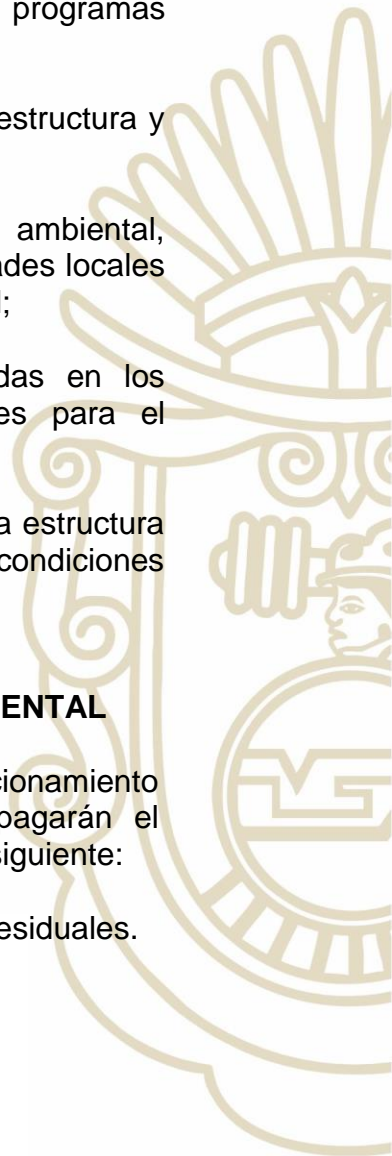 programas
estructura y
ambiental,
ades locales
;
das en los
es para el
a estructura
condiciones
ENTAL
cionamiento
pagarán el
siguiente:
esiduales.